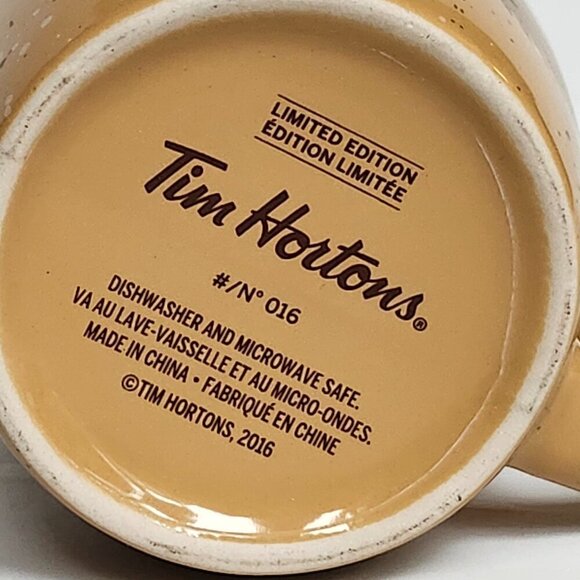 LIMITED EDITION
ÉDITION LIMITÉE
Tim Hortons®
#/N° 016
DISHWASHER AND MICROWAVE SAFE.
VA AU LAVE-VAISSELLE ET AU MICRO-ONDES.
MADE IN CHINA • FABRIQUÉ EN CHINE
©TIM HORTONS, 2016